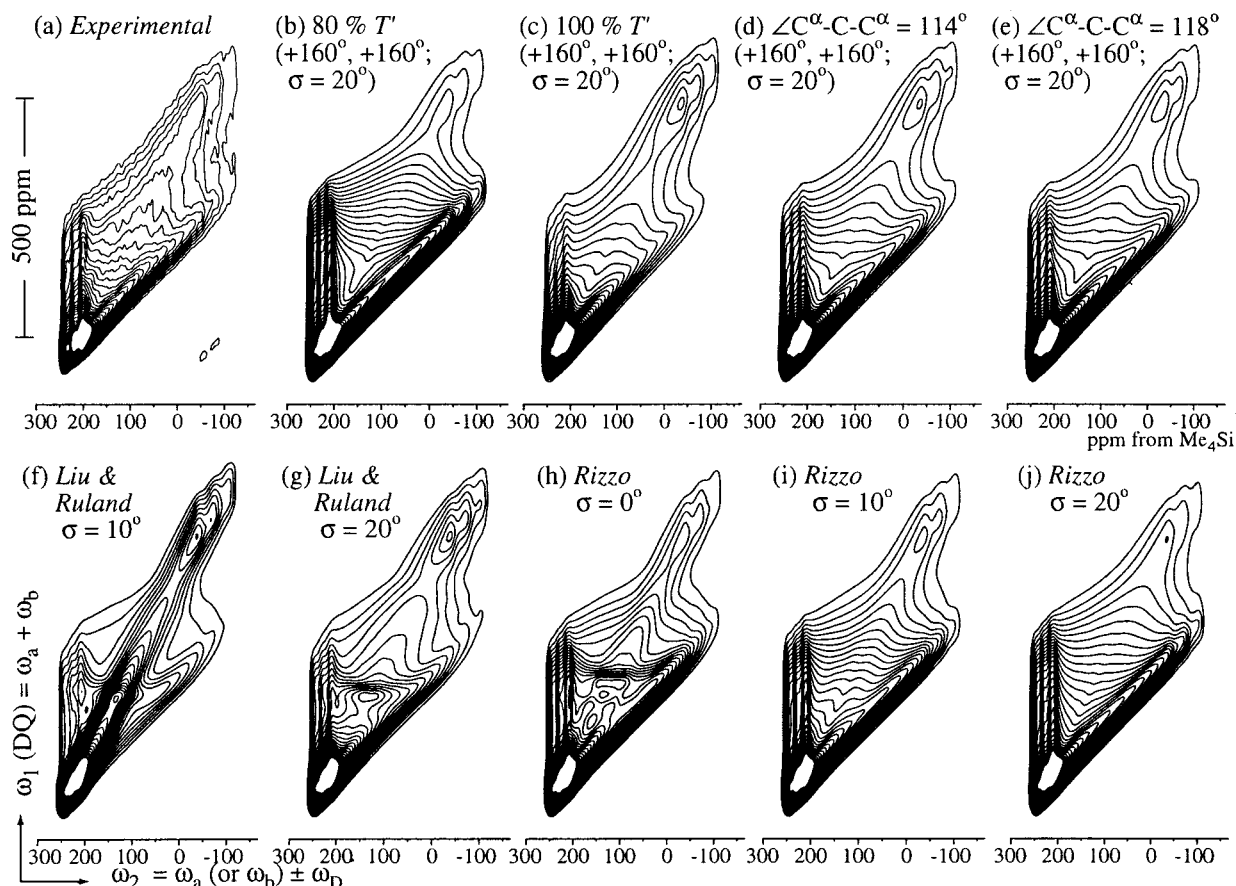 (a) Experimental
(b) 80 % T'
(+160°, +160°;
σ = 20°)
(c) 100 % T'
(+160°, +160°;
σ = 20°)
(d) ∠Cα-C-Cα = 114°
(+160°, +160°;
σ = 20°)
(e) ∠Cα-C-Cα = 118°
(+160°, +160°;
σ = 20°)
500 ppm
300 200 100 0 -100
300 200 100 0 -100
300 200 100 0 -100
300 200 100 0 -100
300 200 100 0 -100
ppm from Me4Si
(f) Liu &
Ruland
σ = 10°
(g) Liu &
Ruland
σ = 20°
(h) Rizzo
σ = 0°
(i) Rizzo
σ = 10°
(j) Rizzo
σ = 20°
ω1 (DQ) = ωa + ωb
300 200 100 0 -100
300 200 100 0 -100
300 200 100 0 -100
300 200 100 0 -100
300 200 100 0 -100
ω2 = ωa (or ωb) ± ωD